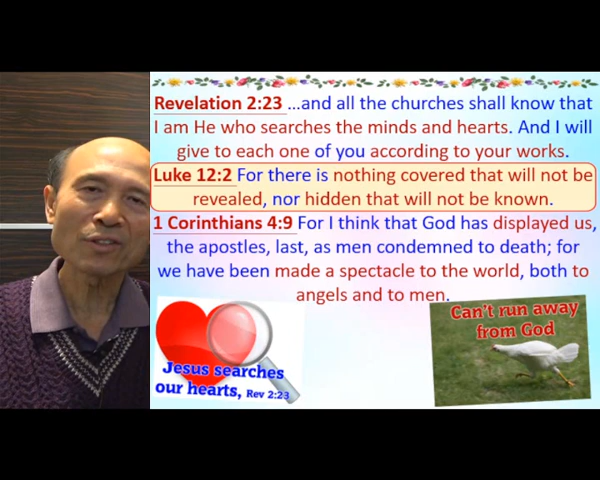 Revelation 2:23 ...and all the churches shall know that
I am He who searches the minds and hearts. And I will
give to each one of you according to your works.
Luke 12:2 For there is nothing covered that will not be
revealed, nor hidden that will not be known.
1 Corinthians 4:9 For I think that God has displayed us,
the apostles, last, as men condemned to death; for
we have been made a spectacle to the world, both to
angels and to men.
Jesus searches
our hearts, Rev 2:23
Can't run away
from God